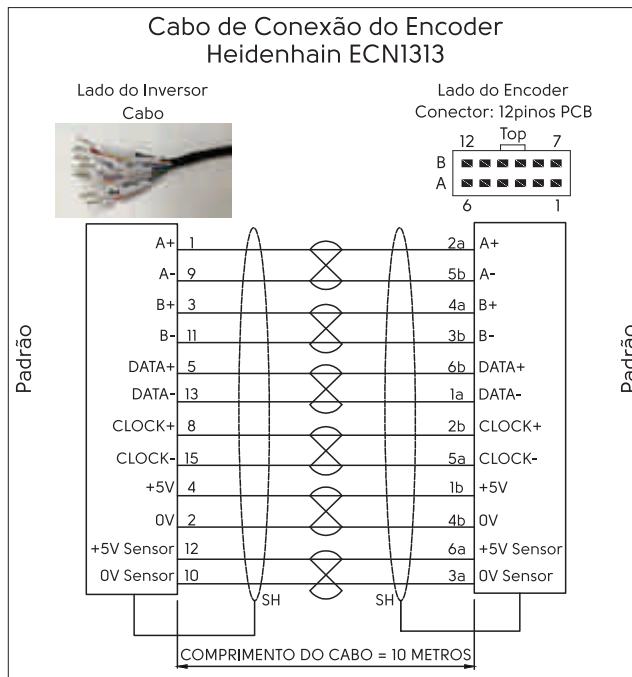 Cabo de Conexão do Encoder
Heidenhain ECN1313
Lado do Inversor
Cabo
Lado do Encoder
Conector: 12pinos PCB
12 Top 7
B
A
6 1
Padrão
Padrão
A+ 1 2a A+
A- 9 5b A-
B+ 3 4a B+
B- 11 3b B-
DATA+ 5 6b DATA+
DATA- 13 1a DATA-
CLOCK+ 8 2b CLOCK+
CLOCK- 15 5a CLOCK-
+5V 4 1b +5V
0V 2 4b 0V
+5V Sensor 12 6a +5V Sensor
0V Sensor 10 3a 0V Sensor
SH SH
COMPRIMENTO DO CABO = 10 METROS